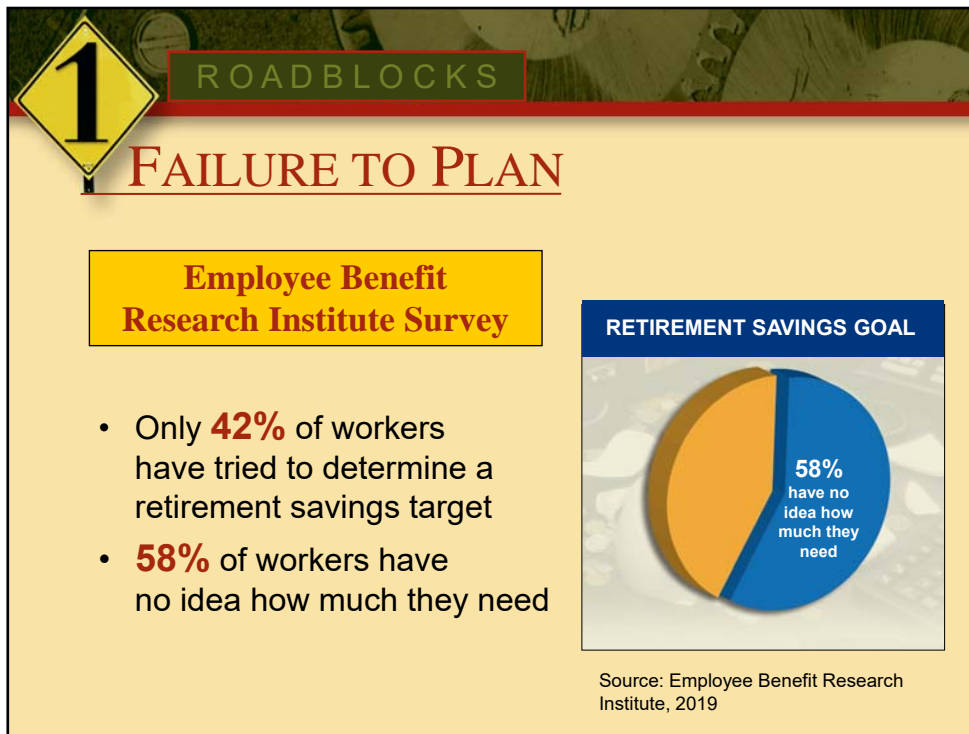 1
ROADBLOCKS
FAILURE TO PLAN
Employee Benefit
Research Institute Survey
• Only 42% of workers
have tried to determine a
retirement savings target
• 58% of workers have
no idea how much they need
RETIREMENT SAVINGS GOAL
58%
have no
idea how
much they
need
Source: Employee Benefit Research
Institute, 2019